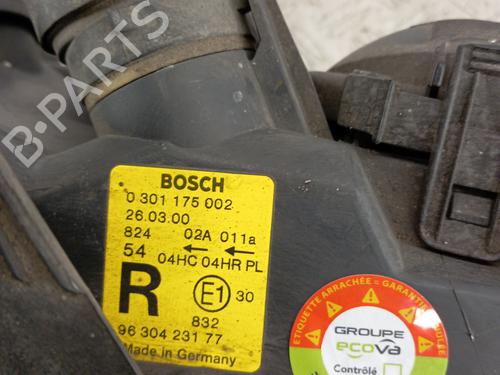 B-PARTS
BOSCH
0 301 175 002
26.03.00
824 02A 011a
54 ← ←
04HC 04HR PL
R E1 30
832
96 304 231 77
Made in Germany
ETIQUETTE ARRACHÉE = GARANTIE
GROUPE
ecova
Contrôlé